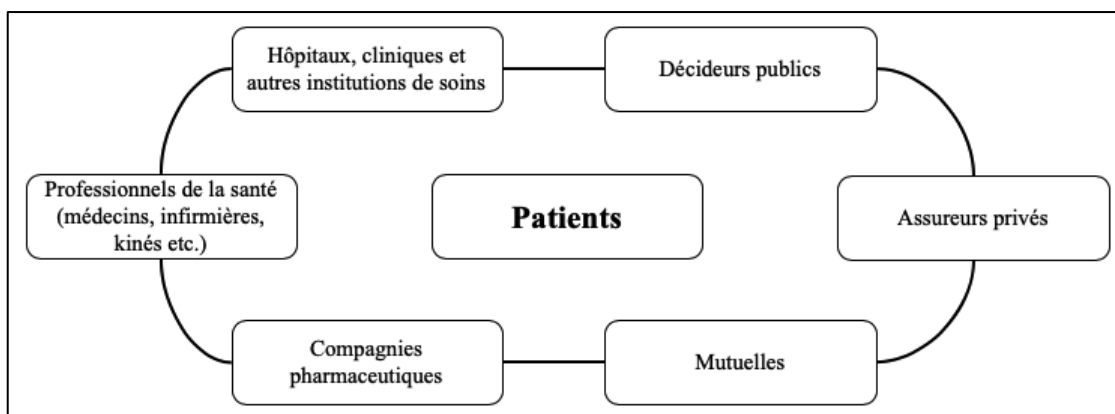 Hôpitaux, cliniques et
autres institutions de soins
Décideurs publics
Professionnels de la santé
(médecins, infirmières,
kinés etc.)
Patients
Assureurs privés
Compagnies
pharmaceutiques
Mutuelles